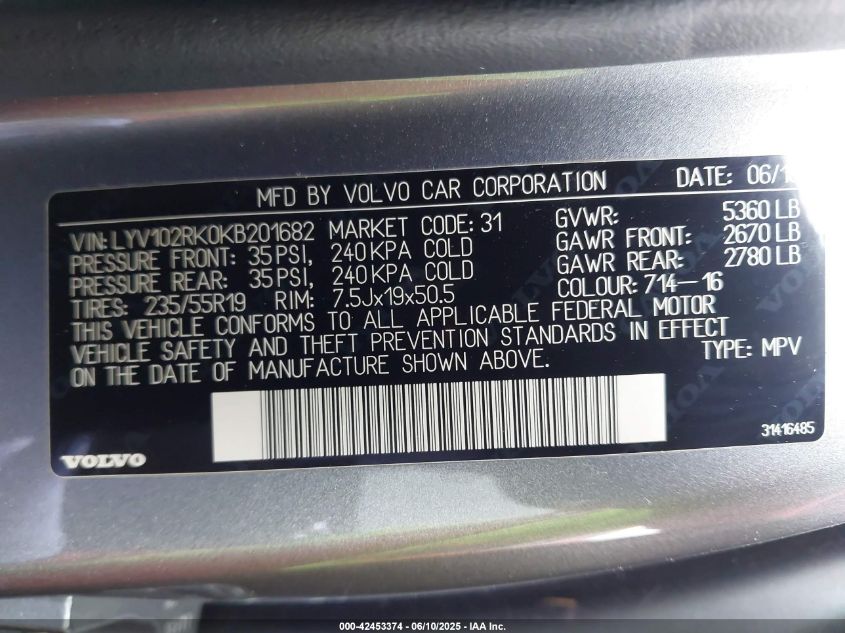 MFD BY VOLVO CAR CORPORATION DATE: 06/1
VIN: LYV102RK0KB201682 MARKET CODE: 31 GVWR: 5360 LB
PRESSURE FRONT: 35 PSI, 240 KPA COLD GAWR FRONT: 2670 LB
PRESSURE REAR: 35 PSI, 240 KPA COLD GAWR REAR: 2780 LB
TIRES: 235/55R19 RIM: 7.5Jx19x50.5 COLOUR: 714-16
THIS VEHICLE CONFORMS TO ALL APPLICABLE FEDERAL MOTOR
VEHICLE SAFETY AND THEFT PREVENTION STANDARDS IN EFFECT
ON THE DATE OF MANUFACTURE SHOWN ABOVE. TYPE: MPV
31416485
VOLVO
000-42453374 | 06/10/2025 - IAA Inc.